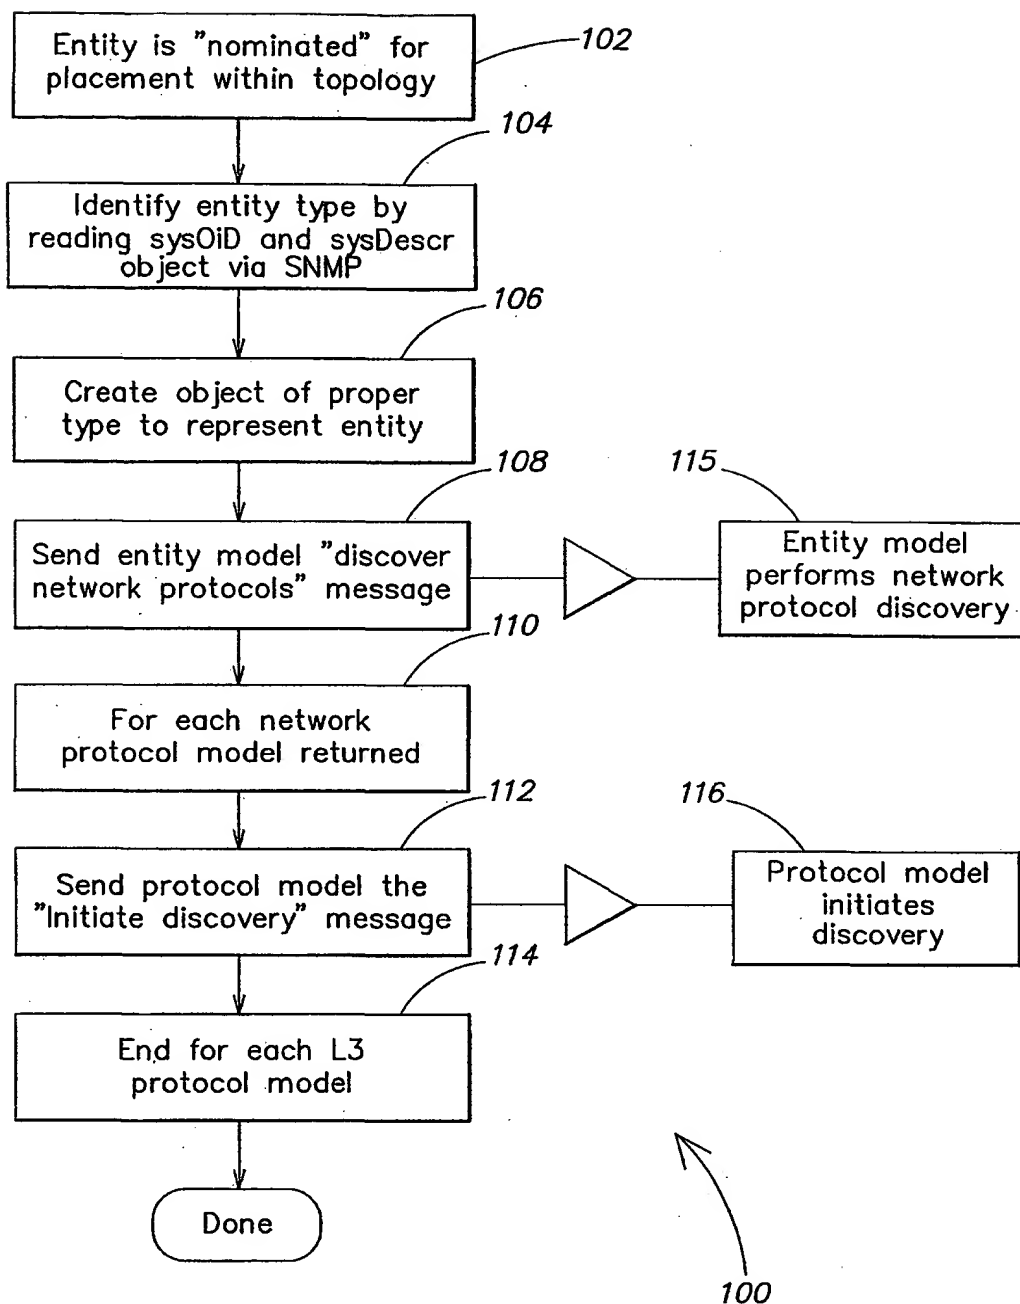 Entity is "nominated" for
placement within topology
102
104
Identify entity type by
reading sysOiD and sysDescr
object via SNMP
106
Create object of proper
type to represent entity
108
115
Send entity model "discover
network protocols" message
Entity model
performs network
protocol discovery
110
For each network
protocol model returned
112
116
Send protocol model the
"Initiate discovery" message
Protocol model
initiates
discovery
114
End for each L3
protocol model
Done
100